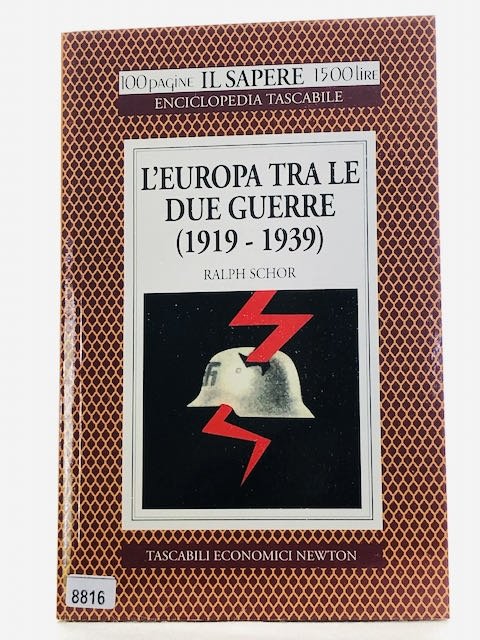 100 pagine IL SAPERE 1500 lire
ENCICLOPEDIA TASCABILE
L'EUROPA TRA LE
DUE GUERRE
(1919 - 1939)
RALPH SCHOR
TASCABILI ECONOMICI NEWTON
8816